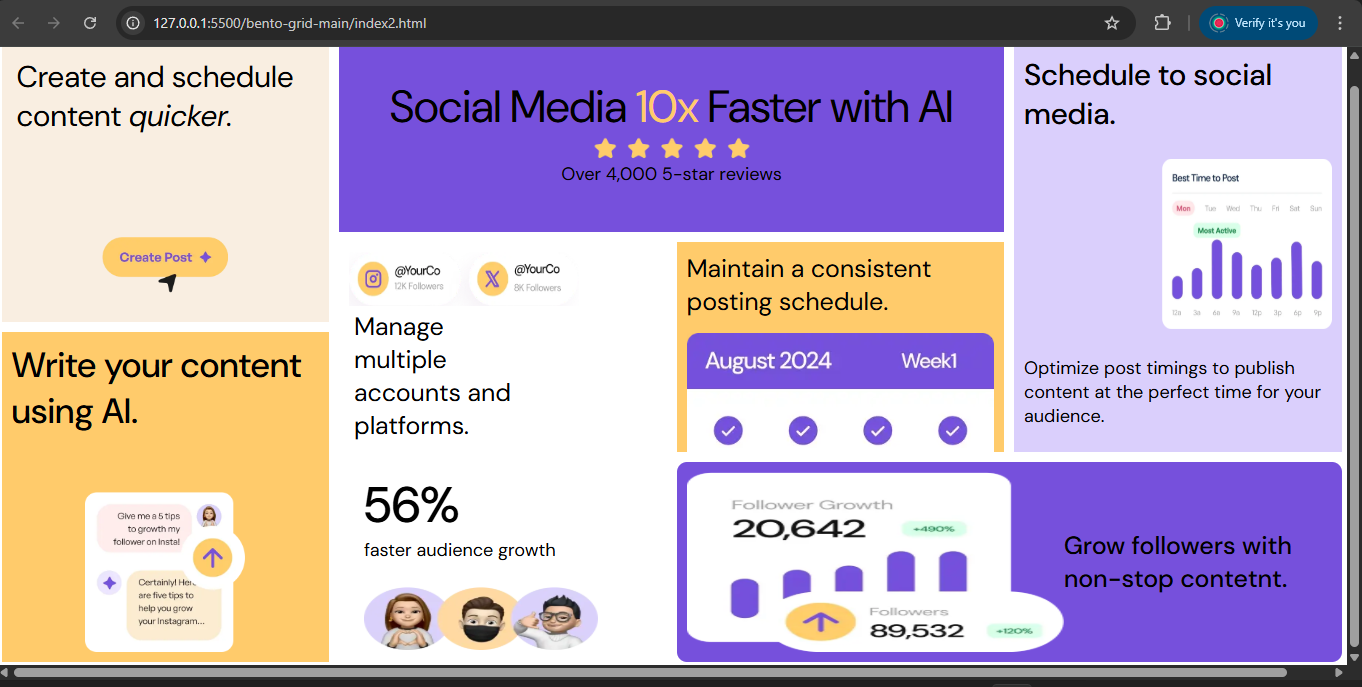 127.0.0.1:5500/bento-grid-main/index2.html
Verify it's you
Create and schedule
content quicker.
Create Post
Write your content
using AI.
Give me a 5 tips
to growth my
follower on Insta!
Certainly! Her
are five tips to
help you grow
your Instagram...
Social Media 10x Faster with AI
Over 4,000 5-star reviews
@YourCo
12K Followers
@YourCo
8K Followers
Manage
multiple
accounts and
platforms.
56%
faster audience growth
Maintain a consistent
posting schedule.
August 2024 Week1
Schedule to social
media.
Best Time to Post
Mon Tue Wed Thu Fri Sat Sun
Most Active
12a 3a 6a 9a 12p 3p 6p 9p
Optimize post timings to publish
content at the perfect time for your
audience.
Follower Growth
20,642 +490%
Followers
89,532 +120%
Grow followers with
non-stop contetnt.